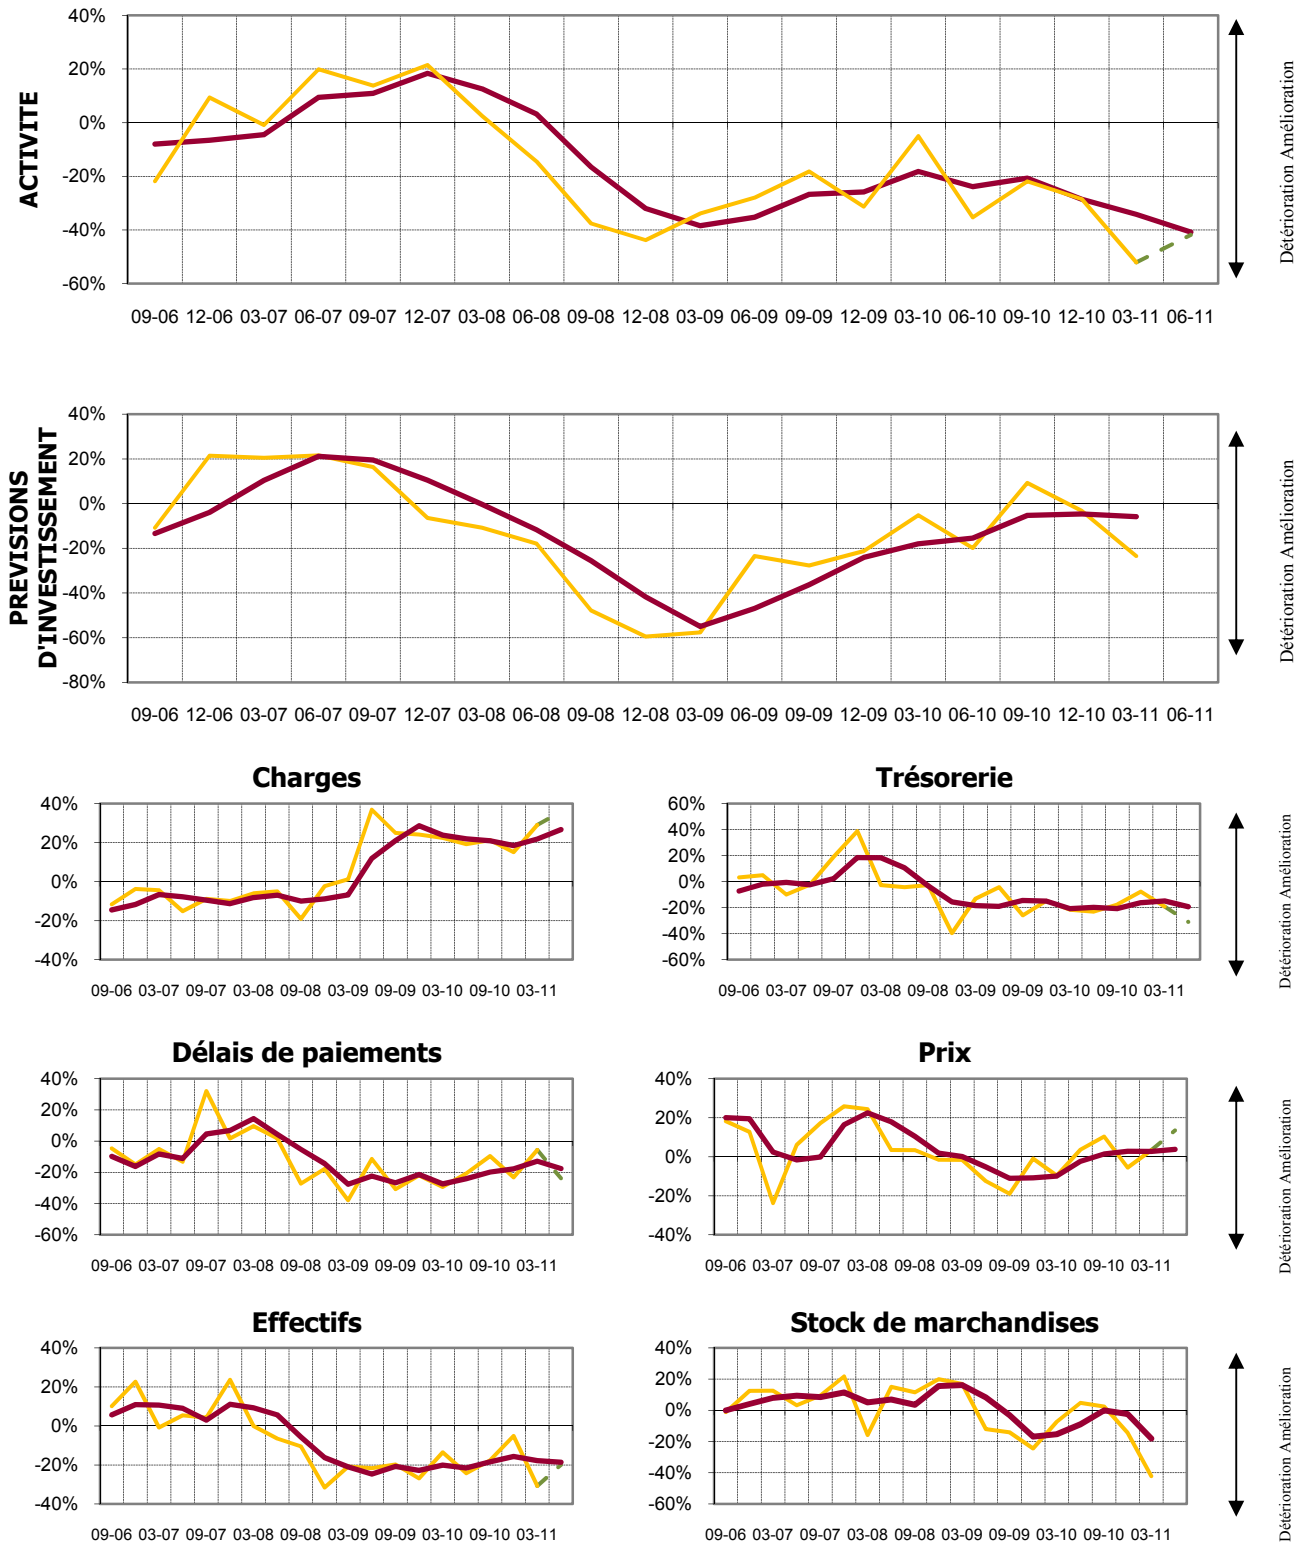 40%
20%
0%
-20%
-40%
-60%
ACTIVITE
Détérioration Amélioration
09-06 12-06 03-07 06-07 09-07 12-07 03-08 06-08 09-08 12-08 03-09 06-09 09-09 12-09 03-10 06-10 09-10 12-10 03-11 06-11
40%
20%
0%
-20%
-40%
-60%
-80%
PREVISIONS
D'INVESTISSEMENT
Détérioration Amélioration
09-06 12-06 03-07 06-07 09-07 12-07 03-08 06-08 09-08 12-08 03-09 06-09 09-09 12-09 03-10 06-10 09-10 12-10 03-11 06-11
Charges
40%
20%
0%
-20%
-40%
09-06 03-07 09-07 03-08 09-08 03-09 09-09 03-10 09-10 03-11
Trésorerie
60%
40%
20%
0%
-20%
-40%
-60%
09-06 03-07 09-07 03-08 09-08 03-09 09-09 03-10 09-10 03-11
Détérioration Amélioration
Délais de paiements
40%
20%
0%
-20%
-40%
-60%
09-06 03-07 09-07 03-08 09-08 03-09 09-09 03-10 09-10 03-11
Prix
40%
20%
0%
-20%
-40%
09-06 03-07 09-07 03-08 09-08 03-09 09-09 03-10 09-10 03-11
Détérioration Amélioration
Effectifs
40%
20%
0%
-20%
-40%
09-06 03-07 09-07 03-08 09-08 03-09 09-09 03-10 09-10 03-11
Stock de marchandises
40%
20%
0%
-20%
-40%
-60%
09-06 03-07 09-07 03-08 09-08 03-09 09-09 03-10 09-10 03-11
Détérioration Amélioration